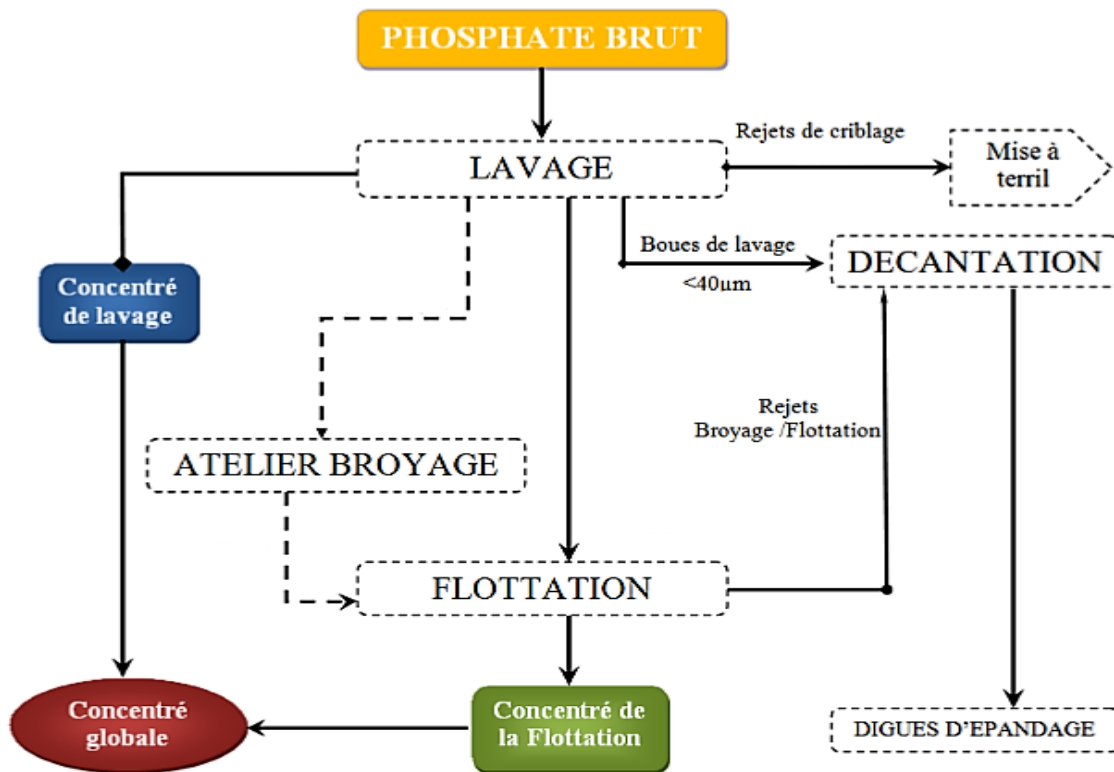 PHOSPHATE BRUT
Rejets de criblage
LAVAGE
Mise à
terril
Boues de lavage
<40µm
DECANTATION
Concentré
de lavage
Rejets
Broyage /Flottation
ATELIER BROYAGE
FLOTTATION
Concentré
globale
Concentré de
la Flottation
DIGUES D'EPANDAGE